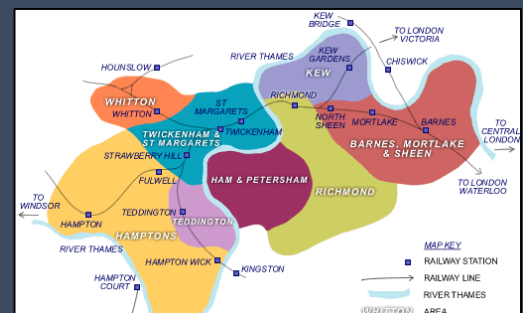 KEW
BRIDGE
TO LONDON
VICTORIA
RIVER THAMES
KEW
GARDENS
CHISWICK
HOUNSLOW
KEW
WHITTON
WHITTON
ST
MARGARETS
RICHMOND
TWICKENHAM
NORTH
SHEEN
MORTLAKE
BARNES
TWICKENHAM &
ST MARGARETS
BARNES, MORTLAKE
& SHEEN
TO
CENTRAL
LONDON
STRAWBERRY HILL
FULWELL
HAM & PETERSHAM
RICHMOND
TO LONDON
WATERLOO
TO
WINDSOR
HAMPTON
TEDDINGTON
TEDDINGTON
HAMPTONS
RIVER THAMES
HAMPTON WICK
KINGSTON
HAMPTON
COURT
MAP KEY
RAILWAY STATION
RAILWAY LINE
RIVER THAMES
WHITTON AREA